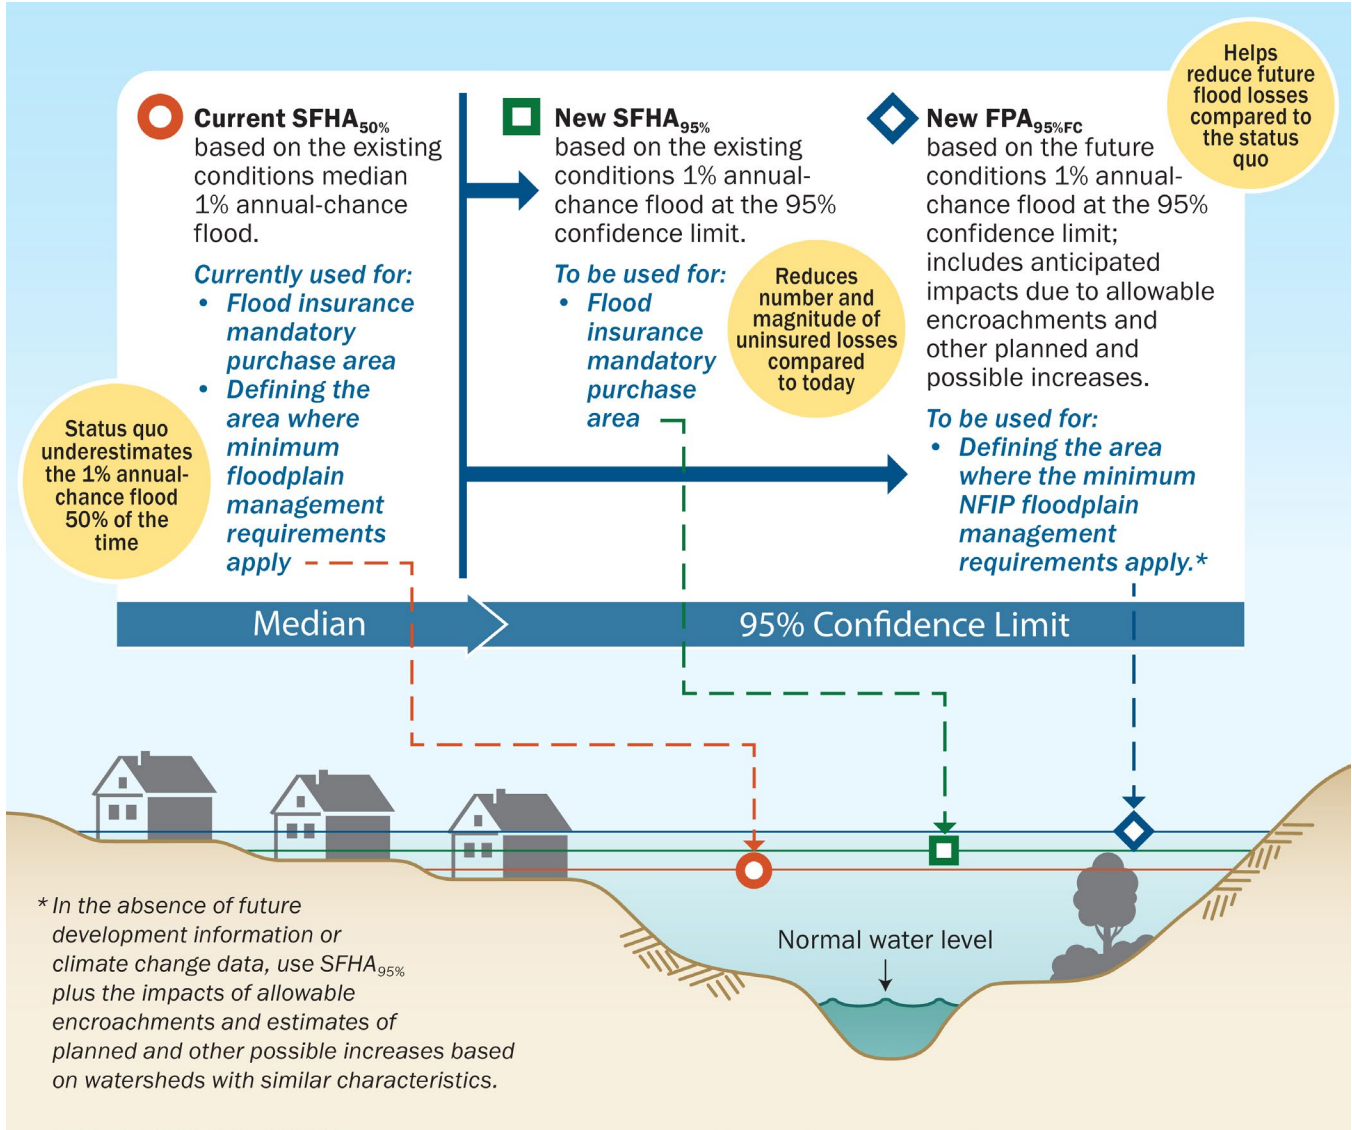 Current SFHA50%
based on the existing
conditions median
1% annual-chance
flood.
Currently used for:
• Flood insurance
mandatory
purchase area
• Defining the
area where
minimum
floodplain
management
requirements
apply
Status quo
underestimates
the 1% annual-
chance flood
50% of the
time
New SFHA95%
based on the existing
conditions 1% annual-
chance flood at the 95%
confidence limit.
To be used for:
• Flood
insurance
mandatory
purchase
area
Reduces
number and
magnitude of
uninsured losses
compared
to today
New FPA95%FC
based on the future
conditions 1% annual-
chance flood at the 95%
confidence limit;
includes anticipated
impacts due to allowable
encroachments and
other planned and
possible increases.
To be used for:
• Defining the area
where the minimum
NFIP floodplain
management
requirements apply.*
Helps
reduce future
flood losses
compared to
the status
quo
Median
95% Confidence Limit
Normal water level
* In the absence of future
development information or
climate change data, use SFHA95%
plus the impacts of allowable
encroachments and estimates of
planned and other possible increases based
on watersheds with similar characteristics.